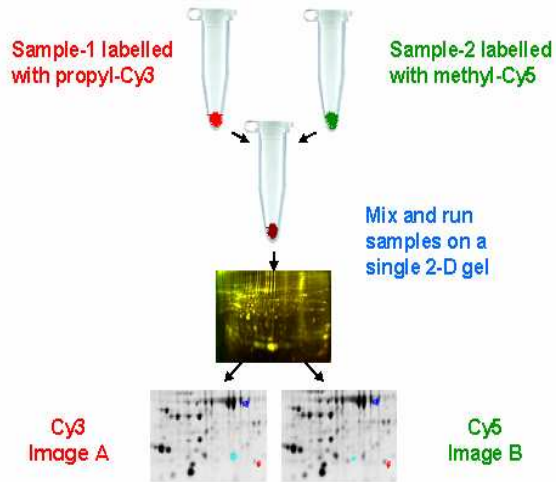 Sample-1 labelled
with propyl-Cy3
Sample-2 labelled
with methyl-Cy5
Mix and run
samples on a
single 2-D gel
Cy3
Image A
Cy5
Image B